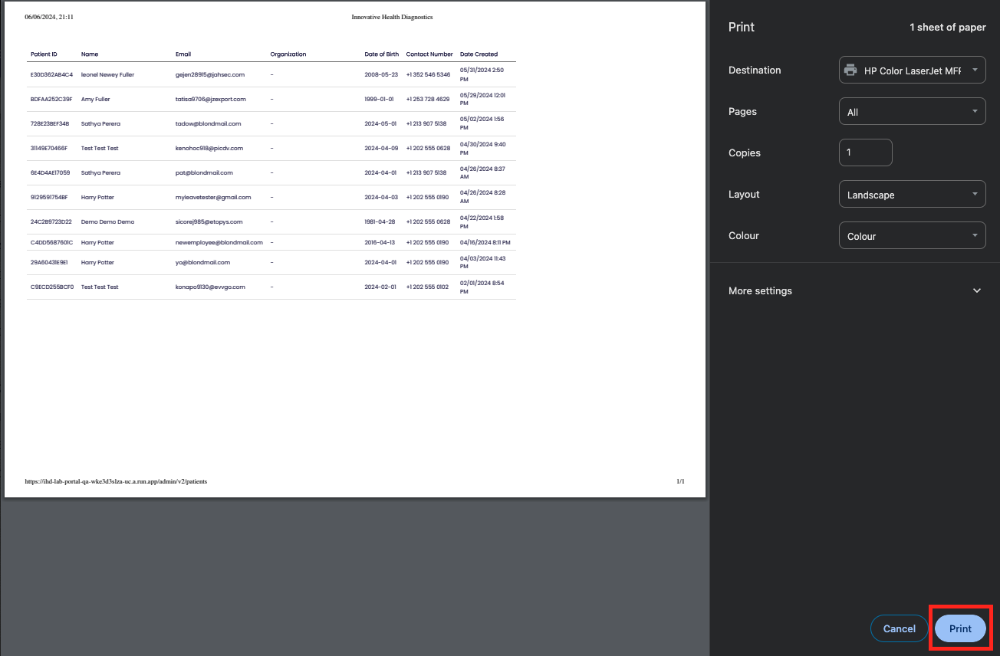 06/06/2024, 21:11 Innovative Health Diagnostics
Patient ID Name Email Organization Date of Birth Contact Number Date Created
E30D362AB4C4 leonel Newey Fuller gejen28915@jahsec.com - 2008-05-23 +1 352 546 5346 05/31/2024 2:50
PM
BDFAA252C39F Amy Fuller tatisa9706@jzexport.com - 1999-01-01 +1 253 728 4629 05/29/2024 12:01
PM
728E23BEF34B Sathya Perera tadow@blondmail.com - 2024-05-01 +1 213 907 5138 05/02/2024 1:56
PM
31149E70466F Test Test Test kenohoc918@picdv.com - 2024-04-09 +1 202 555 0628 04/30/2024 9:40
PM
6E4D4AE17059 Sathya Perera pat@blondmail.com - 2024-04-01 +1 213 907 5138 04/26/2024 8:37
AM
9129591754BF Harry Potter myleavetester@gmail.com - 2024-04-03 +1 202 555 0190 04/26/2024 8:28
AM
24C2B9723D22 Demo Demo Demo sicorej985@etopys.com - 1981-04-28 +1 202 555 0628 04/22/2024 1:58
PM
C4DD5687601C Harry Potter newemployee@blondmail.com - 2016-04-13 +1 202 555 0190 04/16/2024 8:11 PM
29A60431E9E1 Harry Potter yo@blondmail.com - 2024-04-01 +1 202 555 0190 04/03/2024 11:43
PM
C9ECD255BCF0 Test Test Test konapo9130@evvgo.com - 2024-02-01 +1 202 555 0102 02/01/2024 8:54
PM
https://ihd-lab-portal-qa-wke3d3slza-uc.a.run.app/admin/v2/patients 1/1
Print 1 sheet of paper
Destination HP Color LaserJet MFF
Pages All
Copies 1
Layout Landscape
Colour Colour
More settings
Cancel Print